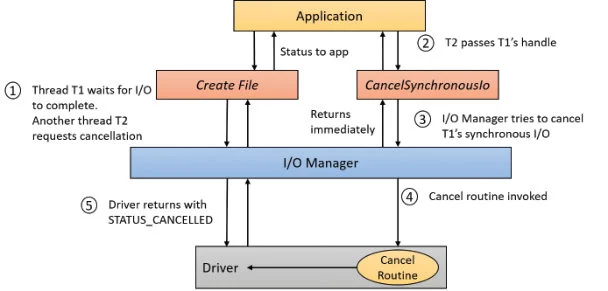 Application
Status to app
② T2 passes T1's handle
① Thread T1 waits for I/O
to complete.
Another thread T2
requests cancellation
Create File
CancelSynchronousIo
Returns
immediately
③ I/O Manager tries to cancel
T1's synchronous I/O
I/O Manager
⑤ Driver returns with
STATUS_CANCELLED
④ Cancel routine invoked
Driver
Cancel
Routine